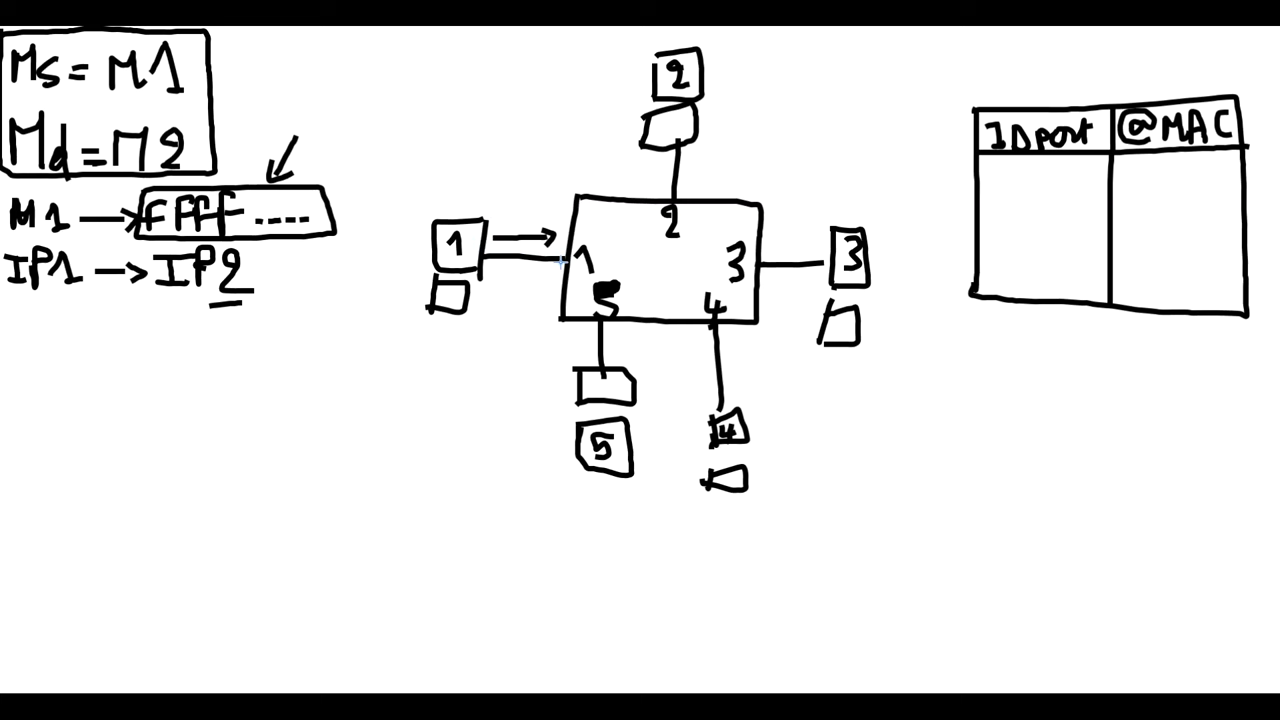 Ms = M1
Md = M2
M1 → FFFF ....
IP1 → IP2
2
2
1
1
3
3
5
4
4
5
IDport @MAC